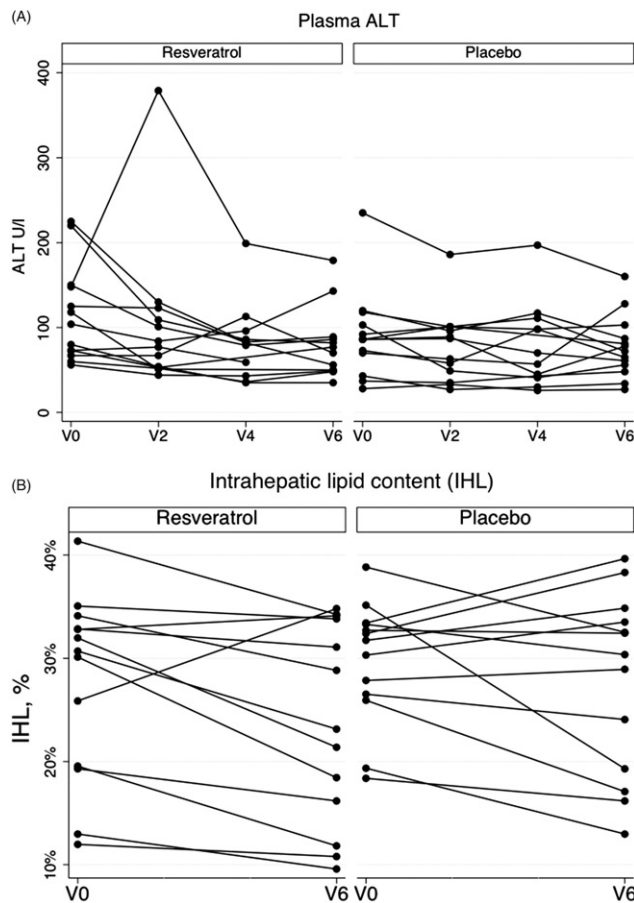 (A)
Plasma ALT
Resveratrol
Placebo
400
300
200
100
0
ALT U/l
V0 V2 V4 V6
V0 V2 V4 V6
(B)
Intrahepatic lipid content (IHL)
Resveratrol
Placebo
40%
30%
20%
10%
IHL, %
V0 V6
V0 V6